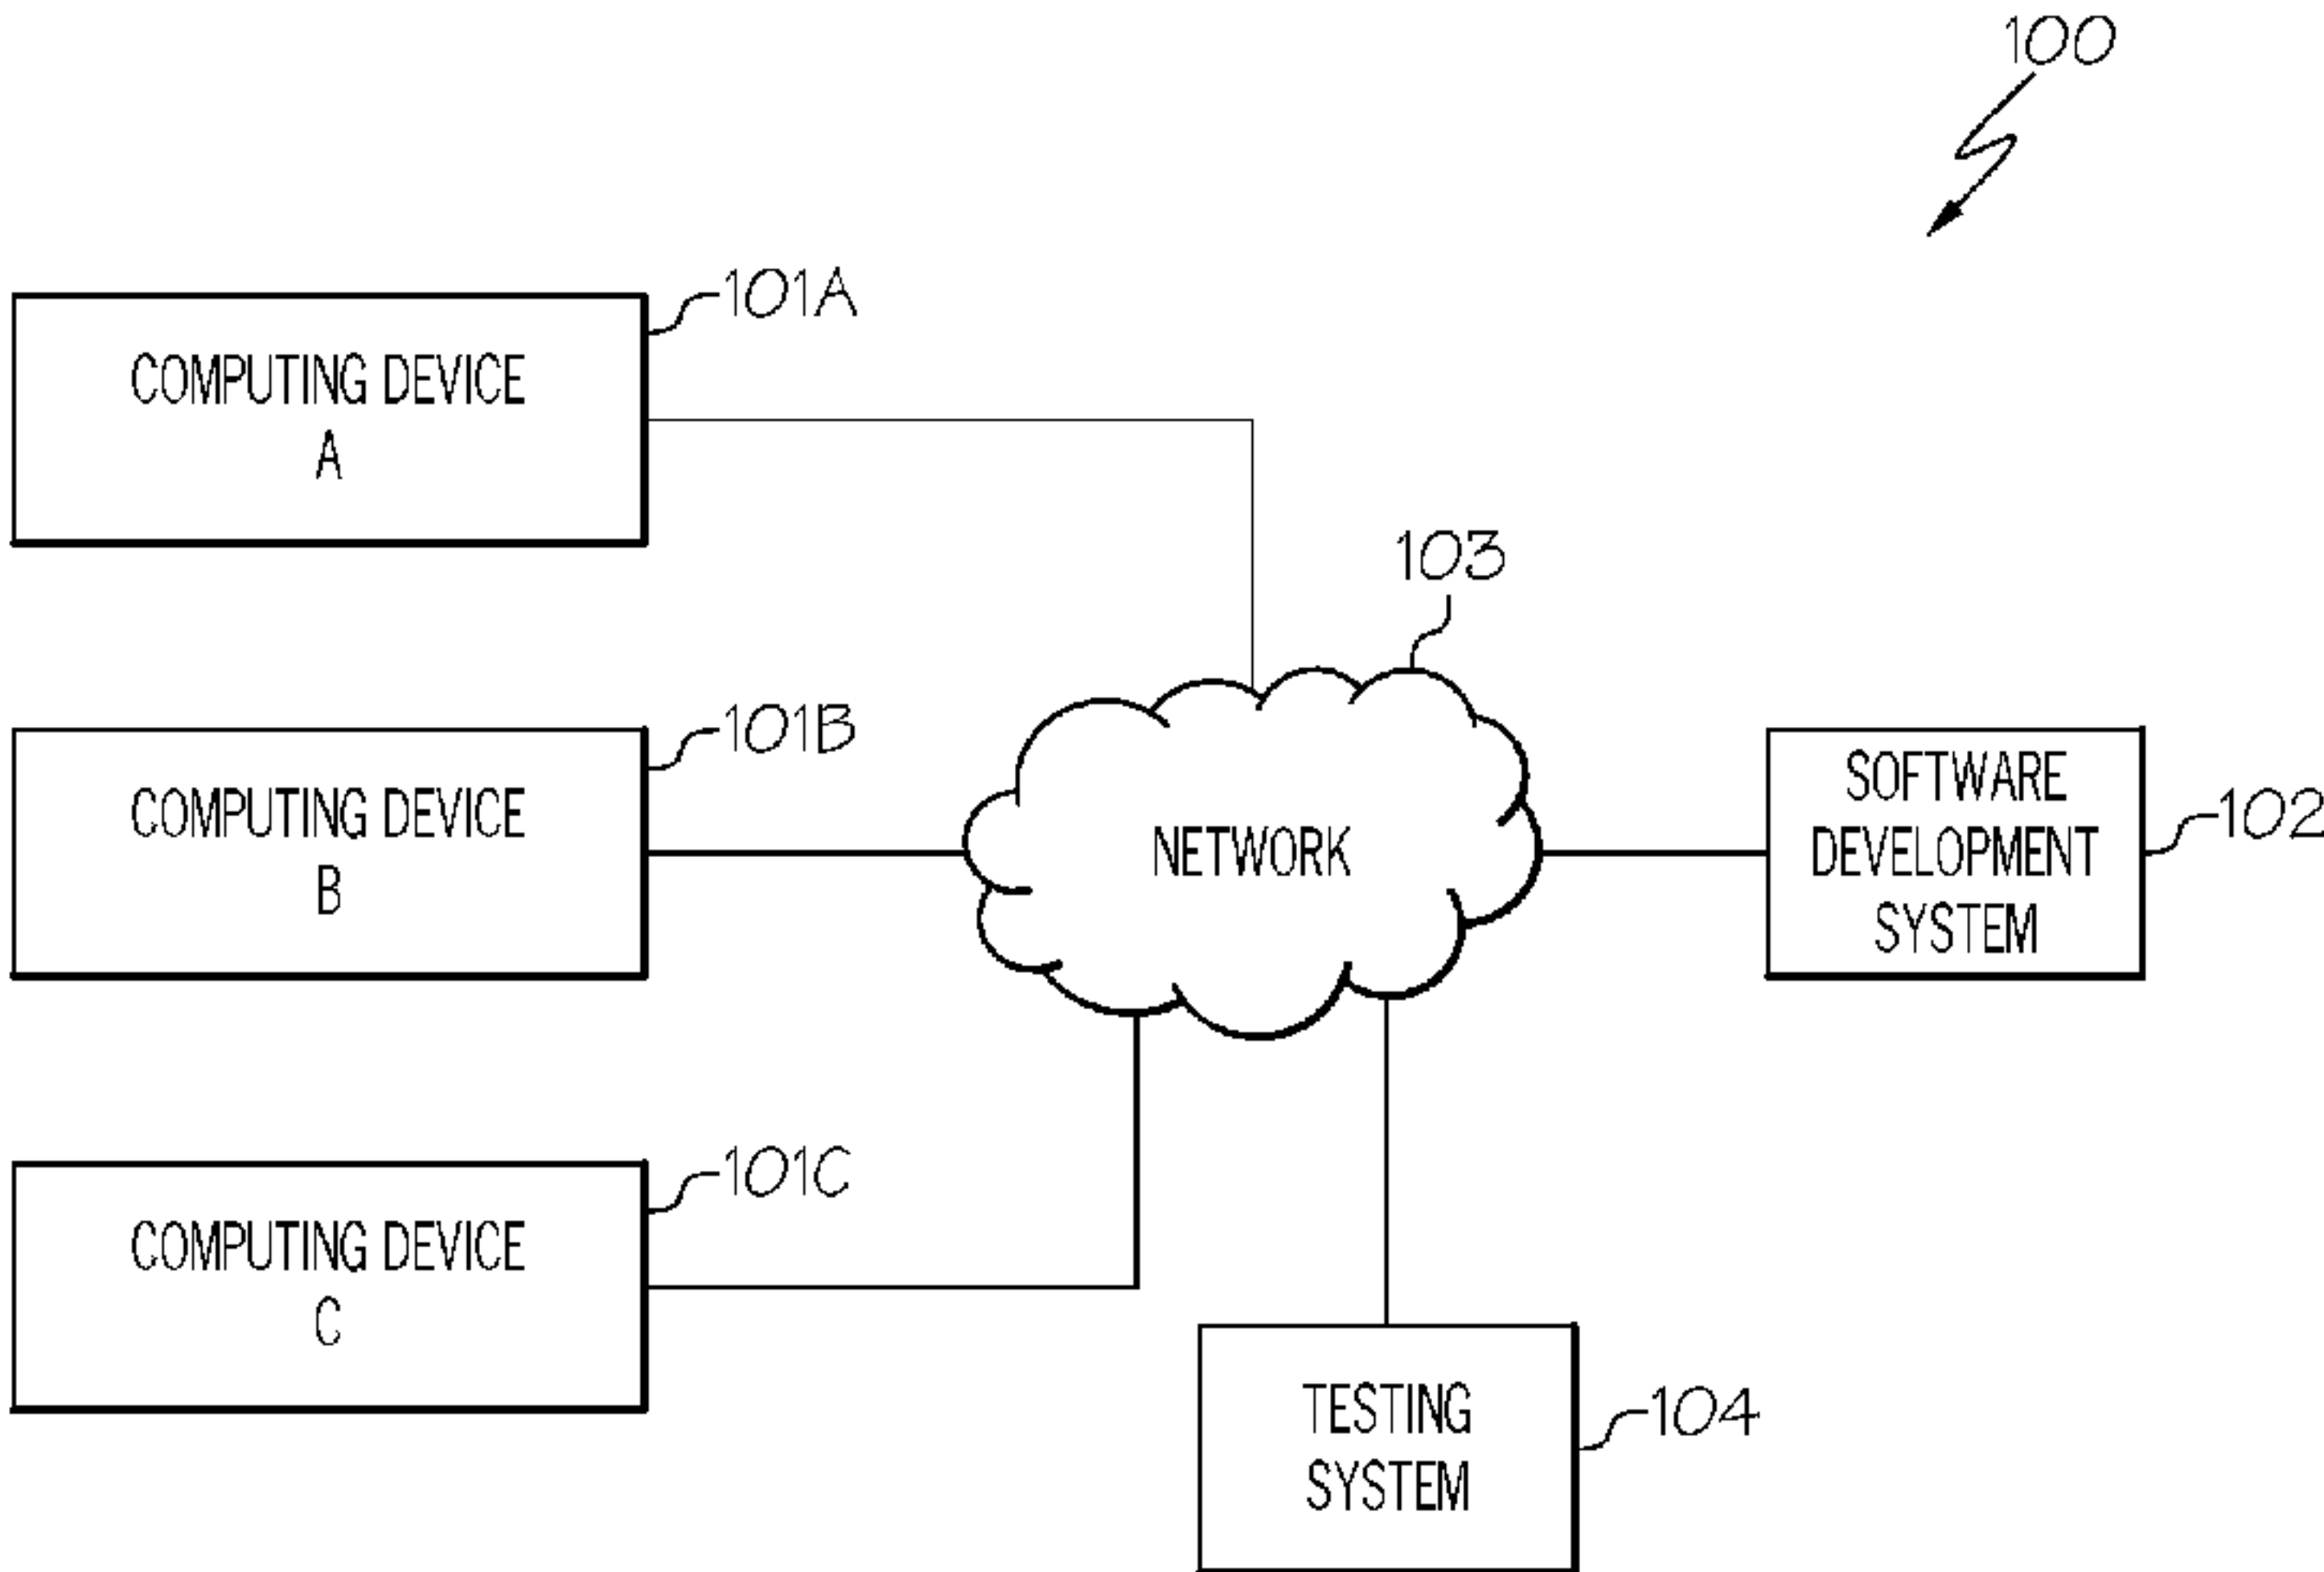 100
101A
COMPUTING DEVICE
A
103
101B
COMPUTING DEVICE
B
NETWORK
SOFTWARE
DEVELOPMENT
SYSTEM
102
101C
COMPUTING DEVICE
C
TESTING
SYSTEM
104